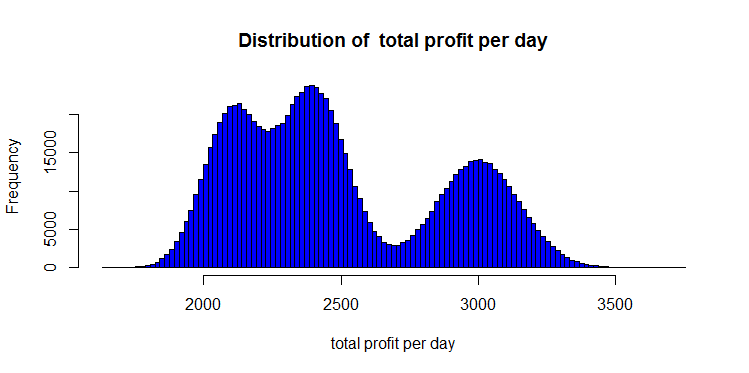 Distribution of  total profit per day
Frequency
15000
5000
0
2000 2500 3000 3500
total profit per day